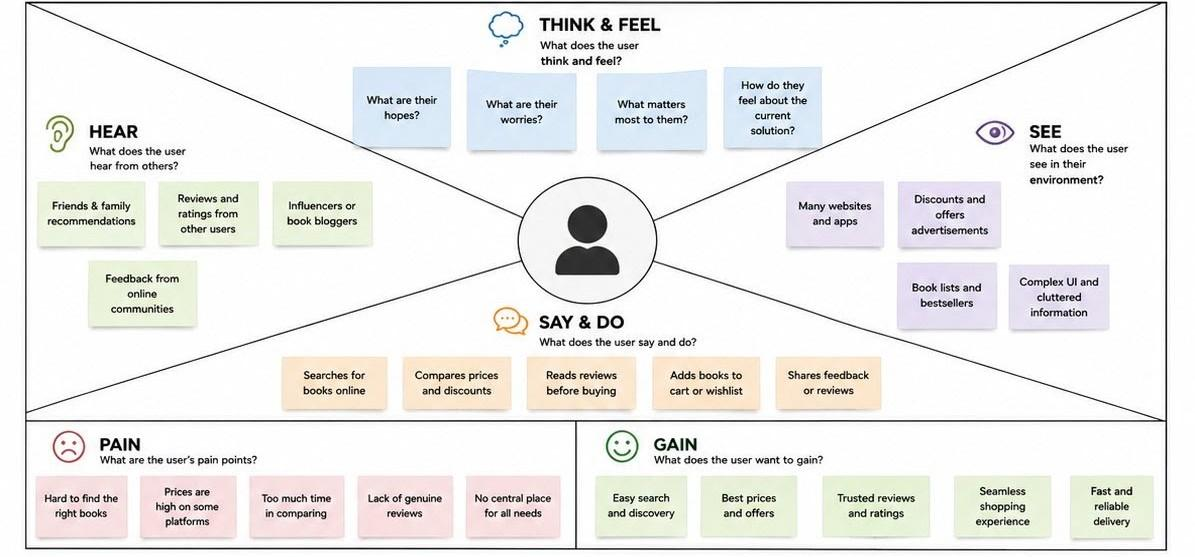 THINK & FEEL
What does the user
think and feel?
What are their
hopes?
What are their
worries?
What matters
most to them?
How do they
feel about the
current
solution?
HEAR
What does the user
hear from others?
Friends & family
recommendations
Reviews and
ratings from
other users
Influencers or
book bloggers
Feedback from
online
communities
SEE
What does the user
see in their
environment?
Many websites
and apps
Discounts and
offers
advertisements
Book lists and
bestsellers
Complex UI and
cluttered
information
SAY & DO
What does the user say and do?
Searches for
books online
Compares prices
and discounts
Reads reviews
before buying
Adds books to
cart or wishlist
Shares feedback
or reviews
PAIN
What are the user's pain points?
Hard to find the
right books
Prices are
high on some
platforms
Too much time
in comparing
Lack of genuine
reviews
No central place
for all needs
GAIN
What does the user want to gain?
Easy search
and discovery
Best prices
and offers
Trusted reviews
and ratings
Seamless
shopping
experience
Fast and
reliable
delivery